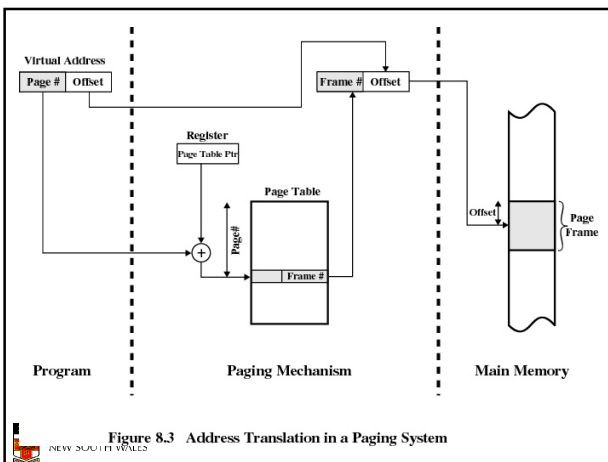 Virtual Address
Page # Offset
Frame # Offset
Register
Page Table Ptr
Page Table
Page#
+
Frame #
Offset
Page
Frame
Program
Paging Mechanism
Main Memory
Figure 8.3 Address Translation in a Paging System
NEW SOUTH WALES